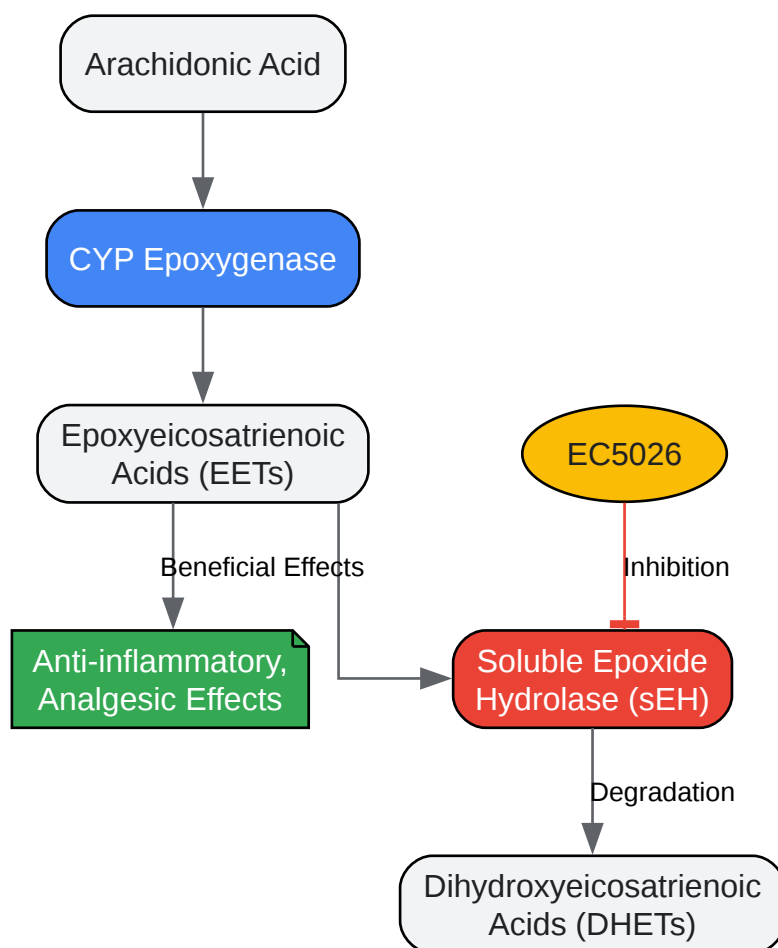 Arachidonic Acid
CYP Epoxygenase
Epoxyeicosatrienoic
Acids (EETs)
EC5026
Beneficial Effects
Inhibition
Anti-inflammatory,
Analgesic Effects
Soluble Epoxide
Hydrolase (sEH)
Degradation
Dihydroxyeicosatrienoic
Acids (DHETs)